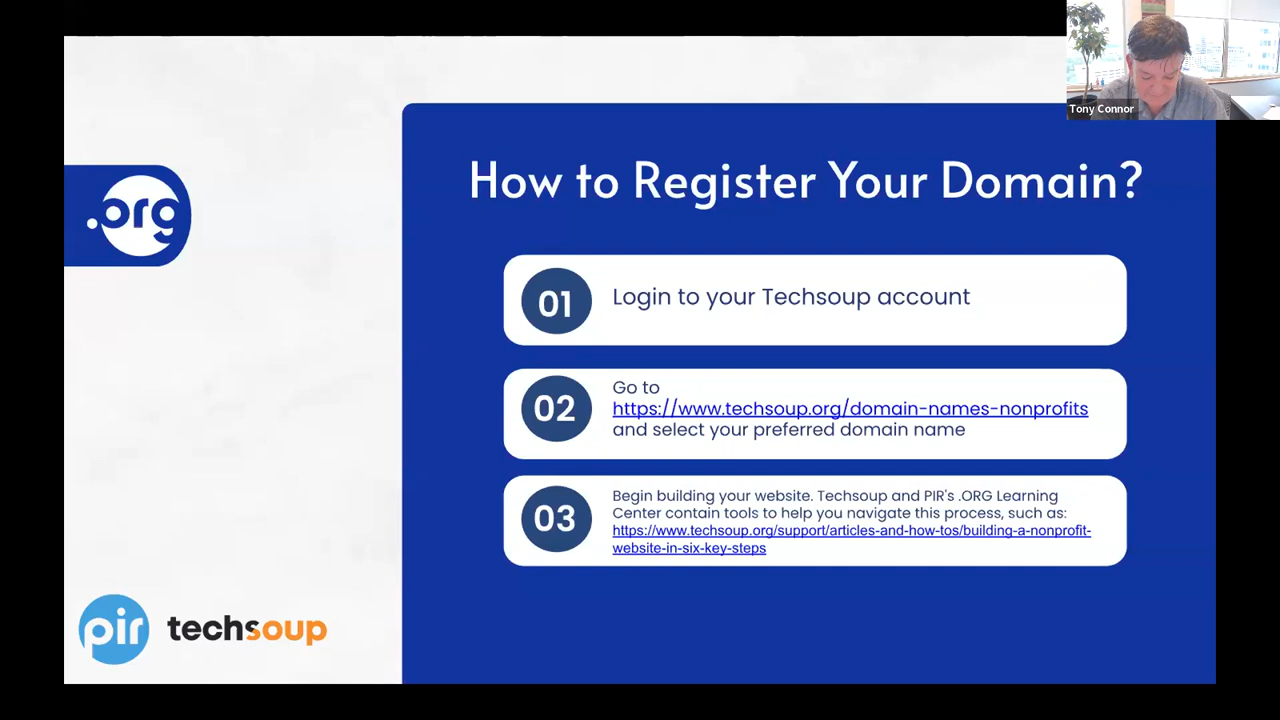 Tony Connor
.org
How to Register Your Domain?
01
Login to your Techsoup account
02
Go to
https://www.techsoup.org/domain-names-nonprofits
and select your preferred domain name
03
Begin building your website. Techsoup and PIR's .ORG Learning
Center contain tools to help you navigate this process, such as:
https://www.techsoup.org/support/articles-and-how-tos/building-a-nonprofit-
website-in-six-key-steps
pir
techsoup